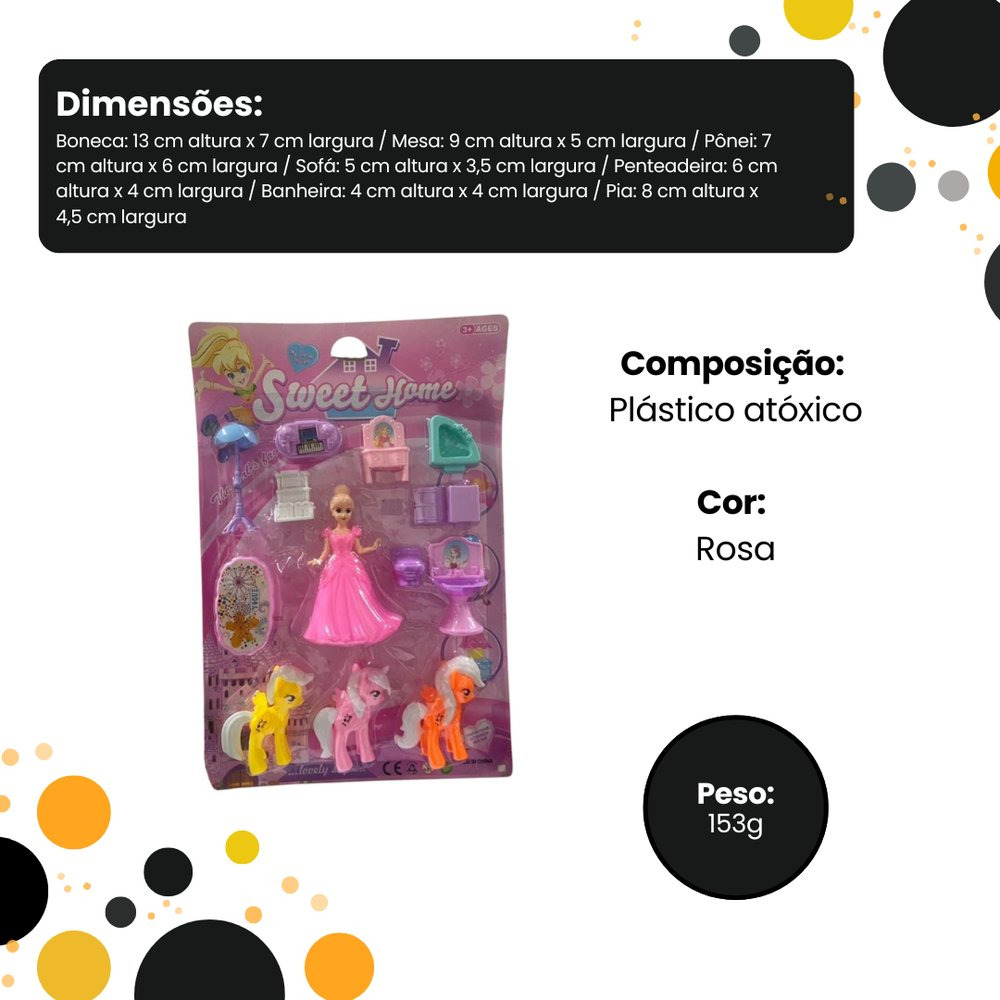 Dimensões:
Boneca: 13 cm altura x 7 cm largura / Mesa: 9 cm altura x 5 cm largura / Pônei: 7
cm altura x 6 cm largura / Sofá: 5 cm altura x 3,5 cm largura / Penteadeira: 6 cm
altura x 4 cm largura / Banheira: 4 cm altura x 4 cm largura / Pia: 8 cm altura x
4,5 cm largura
3+ AGES
Sweet Home
Composição:
Plástico atóxico
Cor:
Rosa
...lovely
CE
Peso:
153g